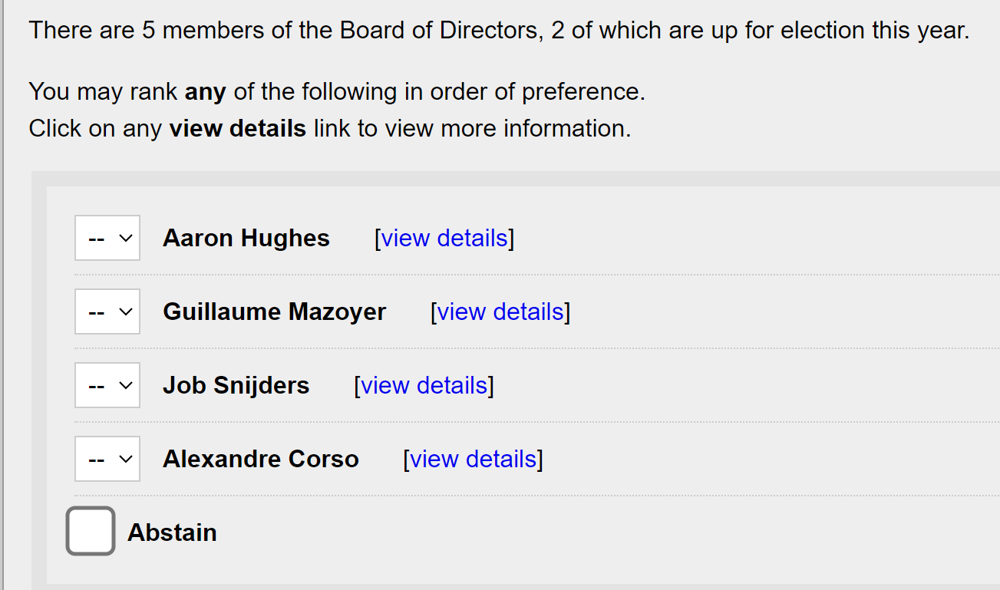 There are 5 members of the Board of Directors, 2 of which are up for election this year.
You may rank any of the following in order of preference.
Click on any view details link to view more information.
-- Aaron Hughes [view details]
-- Guillaume Mazoyer [view details]
-- Job Snijders [view details]
-- Alexandre Corso [view details]
Abstain